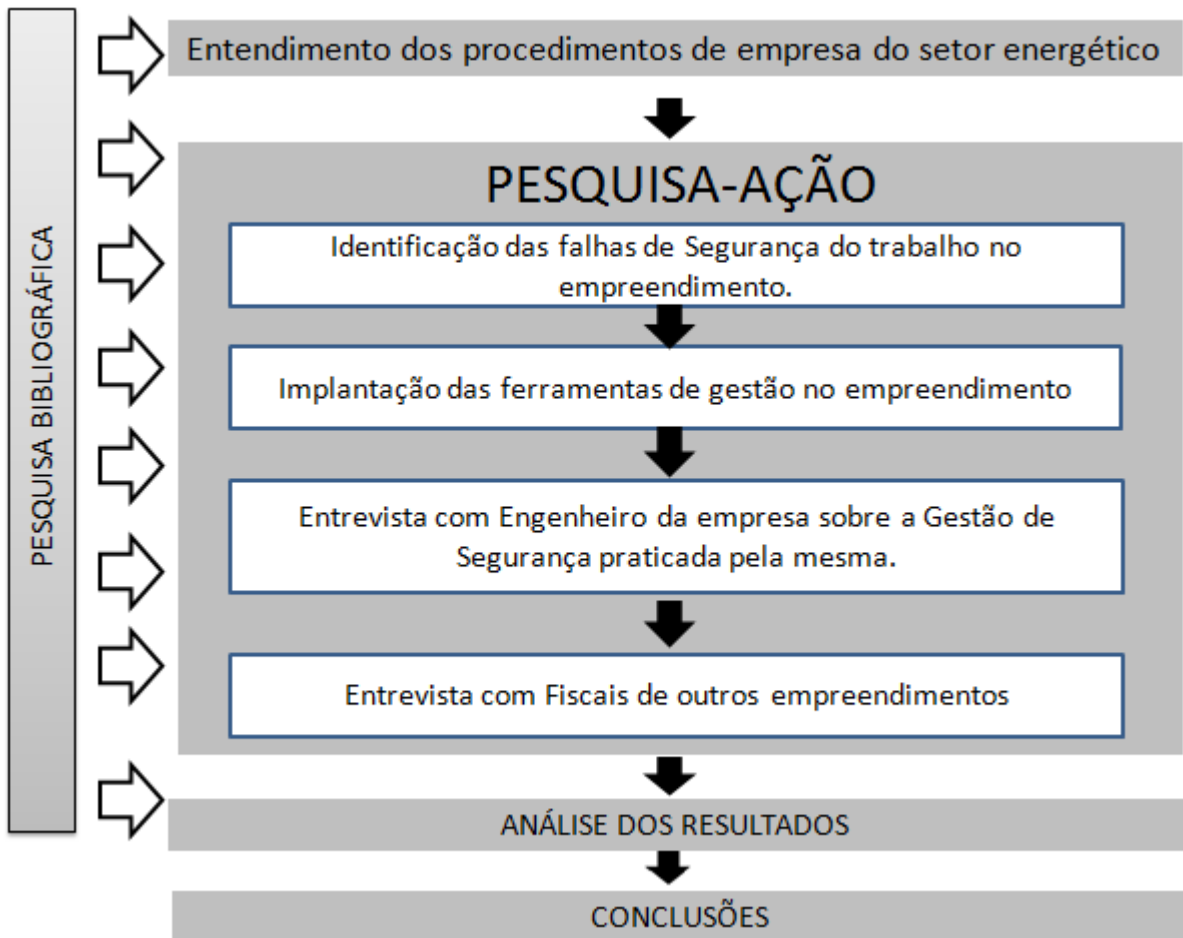 PESQUISA BIBLIOGRÁFICA
Entendimento dos procedimentos de empresa do setor energético
PESQUISA-AÇÃO
Identificação das falhas de Segurança do trabalho no
empreendimento.
Implantação das ferramentas de gestão no empreendimento
Entrevista com Engenheiro da empresa sobre a Gestão de
Segurança praticada pela mesma.
Entrevista com Fiscais de outros empreendimentos
ANÁLISE DOS RESULTADOS
CONCLUSÕES